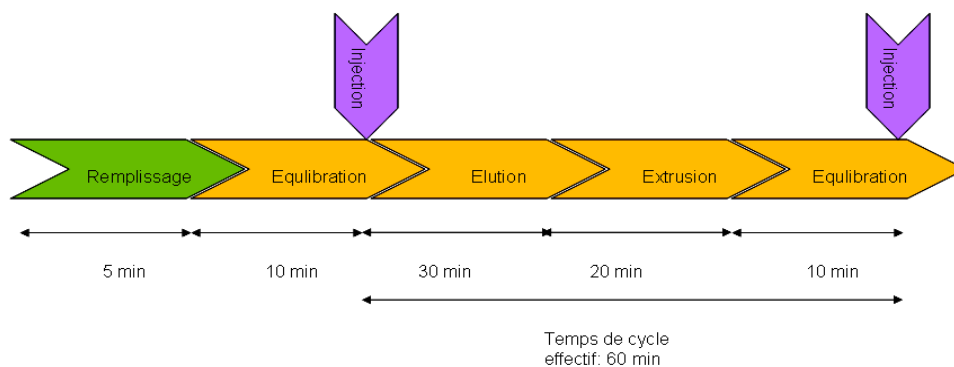 Injection
Injection
Remplissage
Equlibration
Elution
Extrusion
Equlibration
5 min
10 min
30 min
20 min
10 min
Temps de cycle
effectif: 60 min